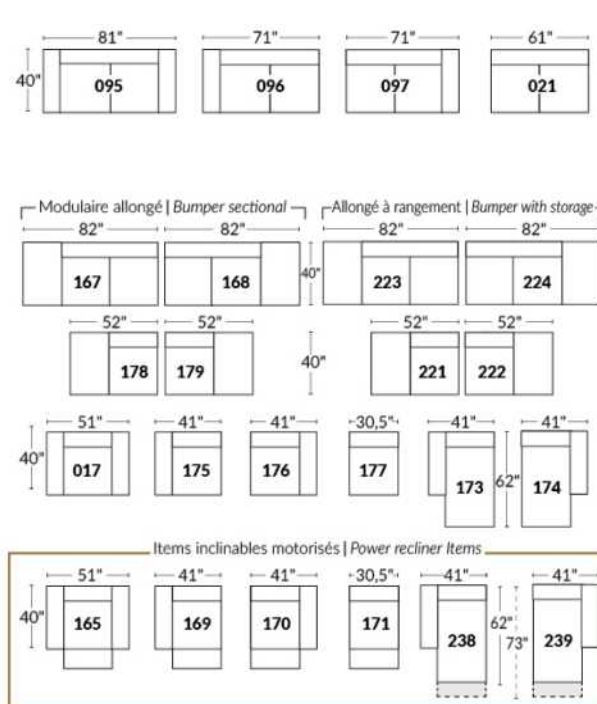 81" 71" 71" 61"
40" 095 096 097 021
Modulaire allongé | Bumper sectional Allongé à rangement | Bumper with storage
82" 82" 82" 82"
167 168 40" 223 224
52" 52" 52" 52"
178 179 40" 221 222
51" 41" 41" 30,5" 41" 41"
40" 017 175 176 177 173 62" 174
Items inclinables motorisés | Power recliner Items
51" 41" 41" 30,5" 41" 41"
40" 165 169 170 171 238 62" 73" 239